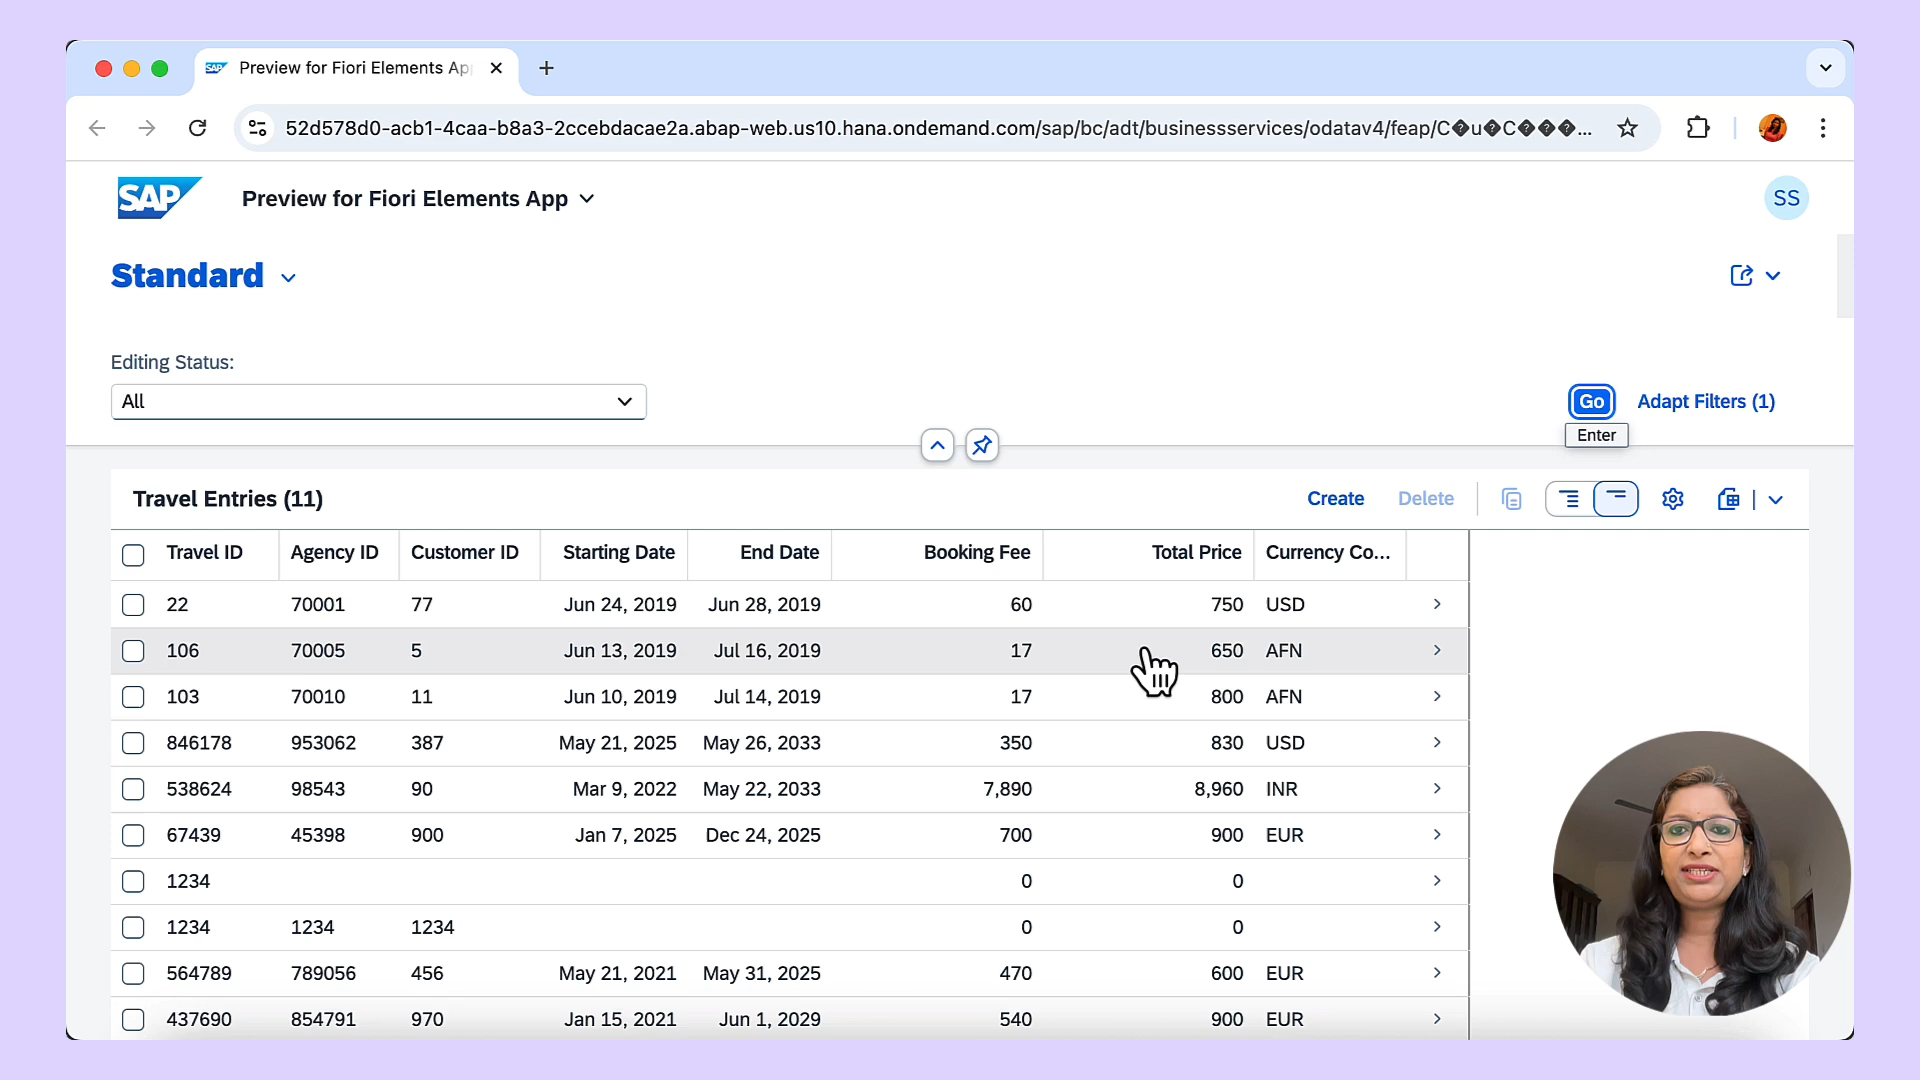 SAP Preview for Fiori Elements Ap
52d578d0-acb1-4caa-b8a3-2ccebdacae2a.abap-web.us10.hana.ondemand.com/sap/bc/adt/businessservices/odatav4/feap/C�u�C���...
SAP Preview for Fiori Elements App SS
Standard
Editing Status:
All Go Adapt Filters (1)
Enter
Travel Entries (11) Create Delete
Travel ID Agency ID Customer ID Starting Date End Date Booking Fee Total Price Currency Co...
22 70001 77 Jun 24, 2019 Jun 28, 2019 60 750 USD
106 70005 5 Jun 13, 2019 Jul 16, 2019 17 650 AFN
103 70010 11 Jun 10, 2019 Jul 14, 2019 17 800 AFN
846178 953062 387 May 21, 2025 May 26, 2033 350 830 USD
538624 98543 90 Mar 9, 2022 May 22, 2033 7,890 8,960 INR
67439 45398 900 Jan 7, 2025 Dec 24, 2025 700 900 EUR
1234 0 0
1234 1234 1234 0 0
564789 789056 456 May 21, 2021 May 31, 2025 470 600 EUR
437690 854791 970 Jan 15, 2021 Jun 1, 2029 540 900 EUR